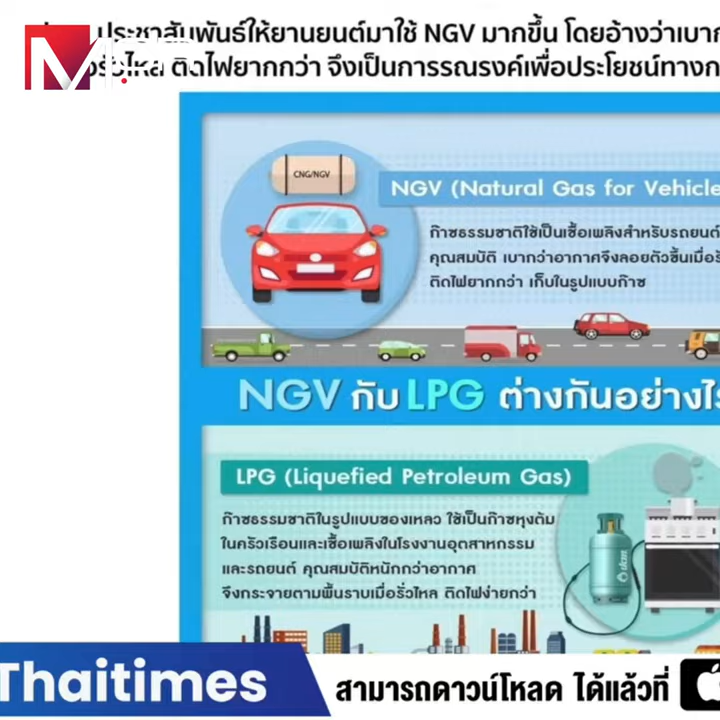 ประชาสัมพันธ์ให้ยานยนต์มาใช้ NGV มากขึ้น โดยอ้างว่าเบาก
รั่วไหล ติดไฟยากกว่า จึงเป็นการรณรงค์เพื่อประโยชน์ทางก
CNG/NGV
NGV (Natural Gas for Vehicle
ก๊าซธรรมชาติใช้เป็นเชื้อเพลิงสำหรับรถยนต์
คุณสมบัติ เบากว่าอากาศจึงลอยตัวขึ้นเมื่อรั
ติดไฟยากกว่า เก็บในรูปแบบก๊าซ
NGV กับ LPG ต่างกันอย่างไร
LPG (Liquefied Petroleum Gas)
ก๊าซธรรมชาติในรูปแบบของเหลว ใช้เป็นก๊าซหุงต้ม
ในครัวเรือนและเชื้อเพลิงในโรงงานอุตสาหกรรม
และรถยนต์ คุณสมบัติหนักกว่าอากาศ
จึงกระจายตามพื้นราบเมื่อรั่วไหล ติดไฟง่ายกว่า
Thaitimes
สามารถดาวน์โหลด ได้แล้วที่